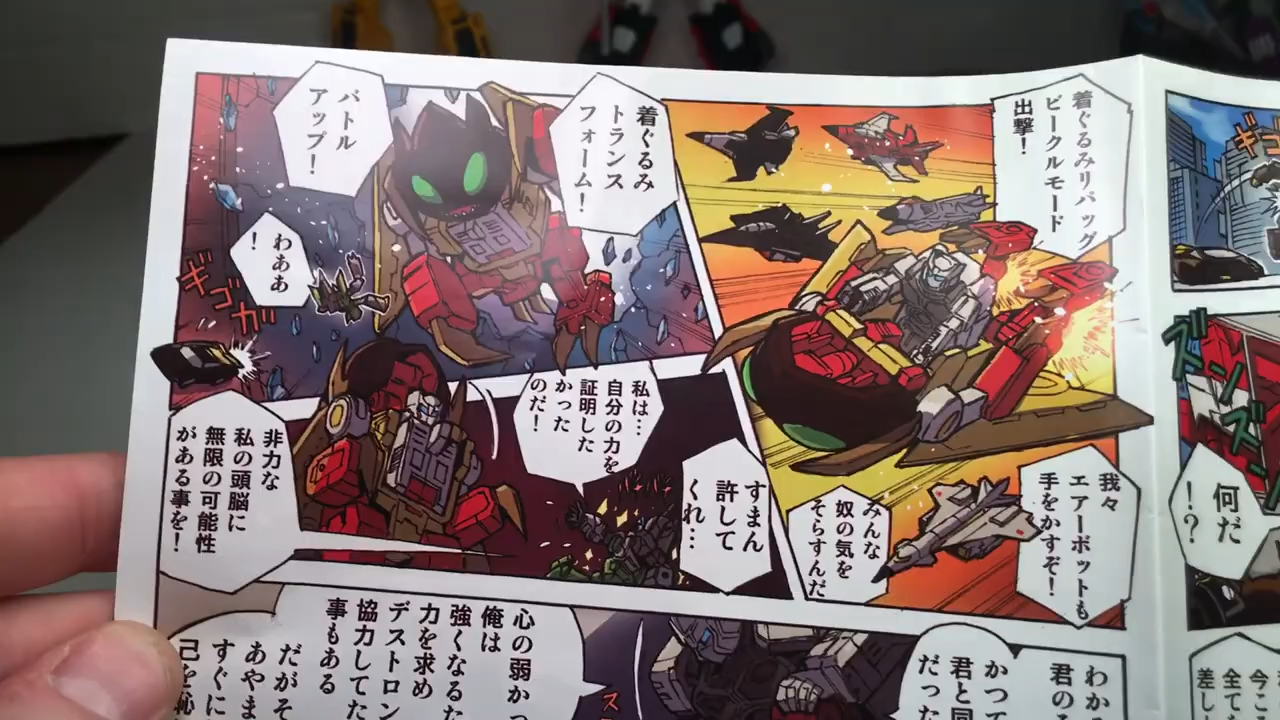 着ぐるみリバッグ
ビークルモード
出撃！
我々
エアーボットも
手をかすぞ！
みんな
奴の気を
そらすんだ
着ぐるみ
トランス
フォーム！
バトル
アップ！
わぁぁ
！
ギゴガ
私は…
自分の力を
証明した
かった
のだ！
すまん
許して
くれ…
非力な
私の頭脳に
無限の可能性
がある事を！
ギゴ
ズンズン
何だ
！？
わか
君の
かつて
君と同
だった
心の弱か
俺は
強くなるた
力を求め
デストロン
協力した
事もある
だがそ
あやま
すぐに
己を恥
今こ
全て
差し